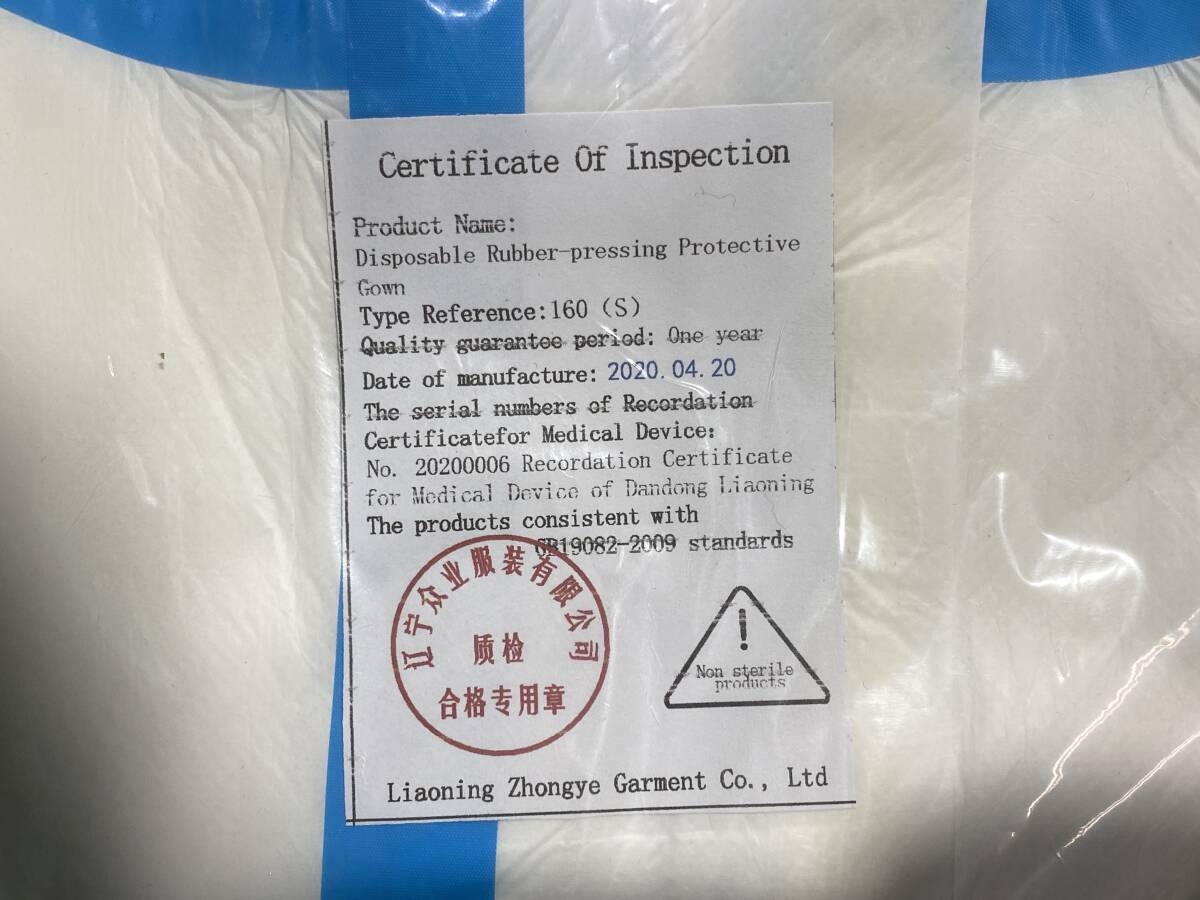 Certificate Of Inspection
Product Name:
Disposable Rubber-pressing Protective
Gown
Type Reference:160 (S)
Quality guarantee period: One year
Date of manufacture: 2020.04.20
The serial numbers of Recordation
Certificatefor Medical Device:
No. 20200006 Recordation Certificate
for Medical Device of Dandong Liaoning
The products consistent with
GB19082-2009 standards
辽宁众业服装有限公司
质检
合格专用章
!
Non sterile
products
Liaoning Zhongye Garment Co., Ltd